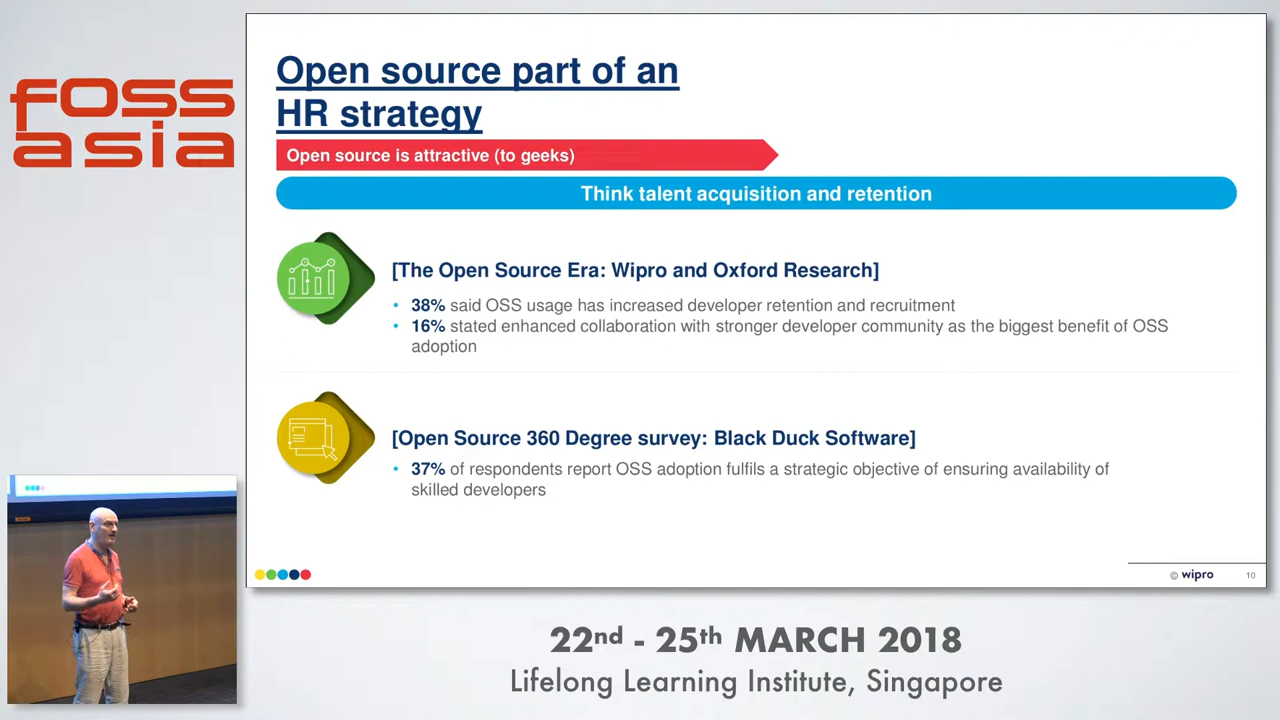 foss
asia
Open source part of an
HR strategy
Open source is attractive (to geeks)
Think talent acquisition and retention
[The Open Source Era: Wipro and Oxford Research]
• 38% said OSS usage has increased developer retention and recruitment
• 16% stated enhanced collaboration with stronger developer community as the biggest benefit of OSS
adoption
[Open Source 360 Degree survey: Black Duck Software]
• 37% of respondents report OSS adoption fulfils a strategic objective of ensuring availability of
skilled developers
© wipro 10
22nd - 25th MARCH 2018
Lifelong Learning Institute, Singapore